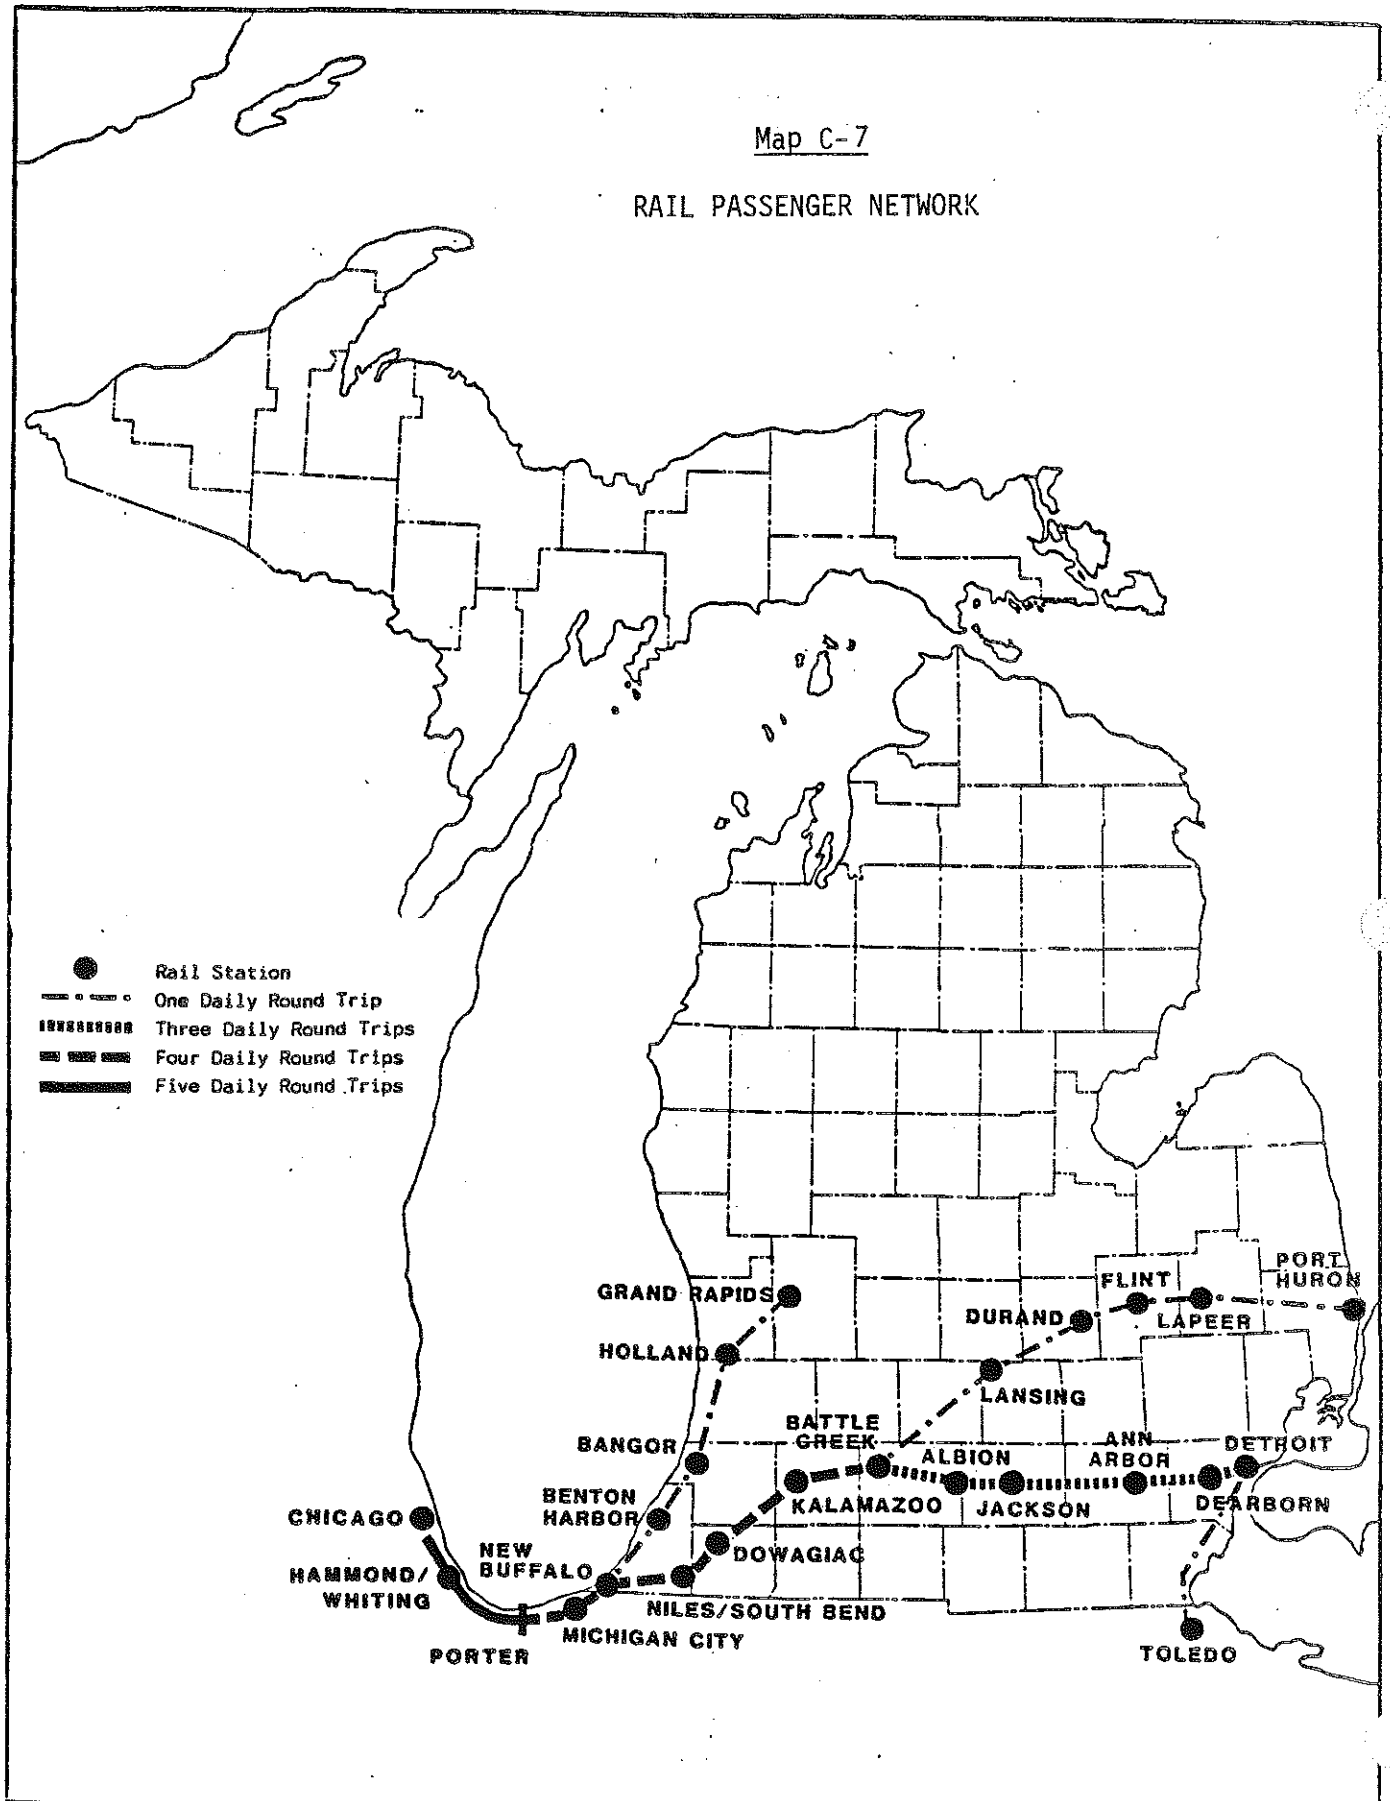 Map C-7
RAIL PASSENGER NETWORK
Rail Station
One Daily Round Trip
Three Daily Round Trips
Four Daily Round Trips
Five Daily Round Trips
GRAND RAPIDS
HOLLAND
BANGOR
BENTON
HARBOR
NEW
BUFFALO
CHICAGO
HAMMOND/
WHITING
PORTER
MICHIGAN CITY
NILES/SOUTH BEND
DOWAGIAC
KALAMAZOO
BATTLE
CREEK
ALBION
JACKSON
ANN
ARBOR
DETROIT
DEARBORN
TOLEDO
LANSING
DURAND
FLINT
LAPEER
PORT
HURON